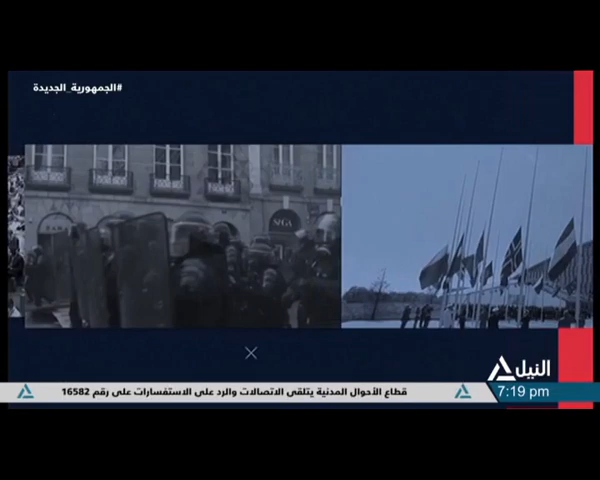 #الجمهورية_الجديدة
النيل
قطاع الأحوال المدنية يتلقى الاتصالات والرد على الاستفسارات على رقم 16582
7:19 pm